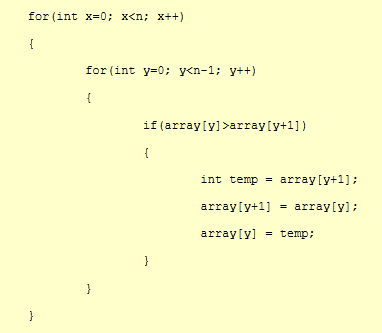 for(int x=0; x<n; x++)
{
for(int y=0; y<n-1; y++)
{
if(array[y]>array[y+1])
{
int temp = array[y+1];
array[y+1] = array[y];
array[y] = temp;
}
}
}